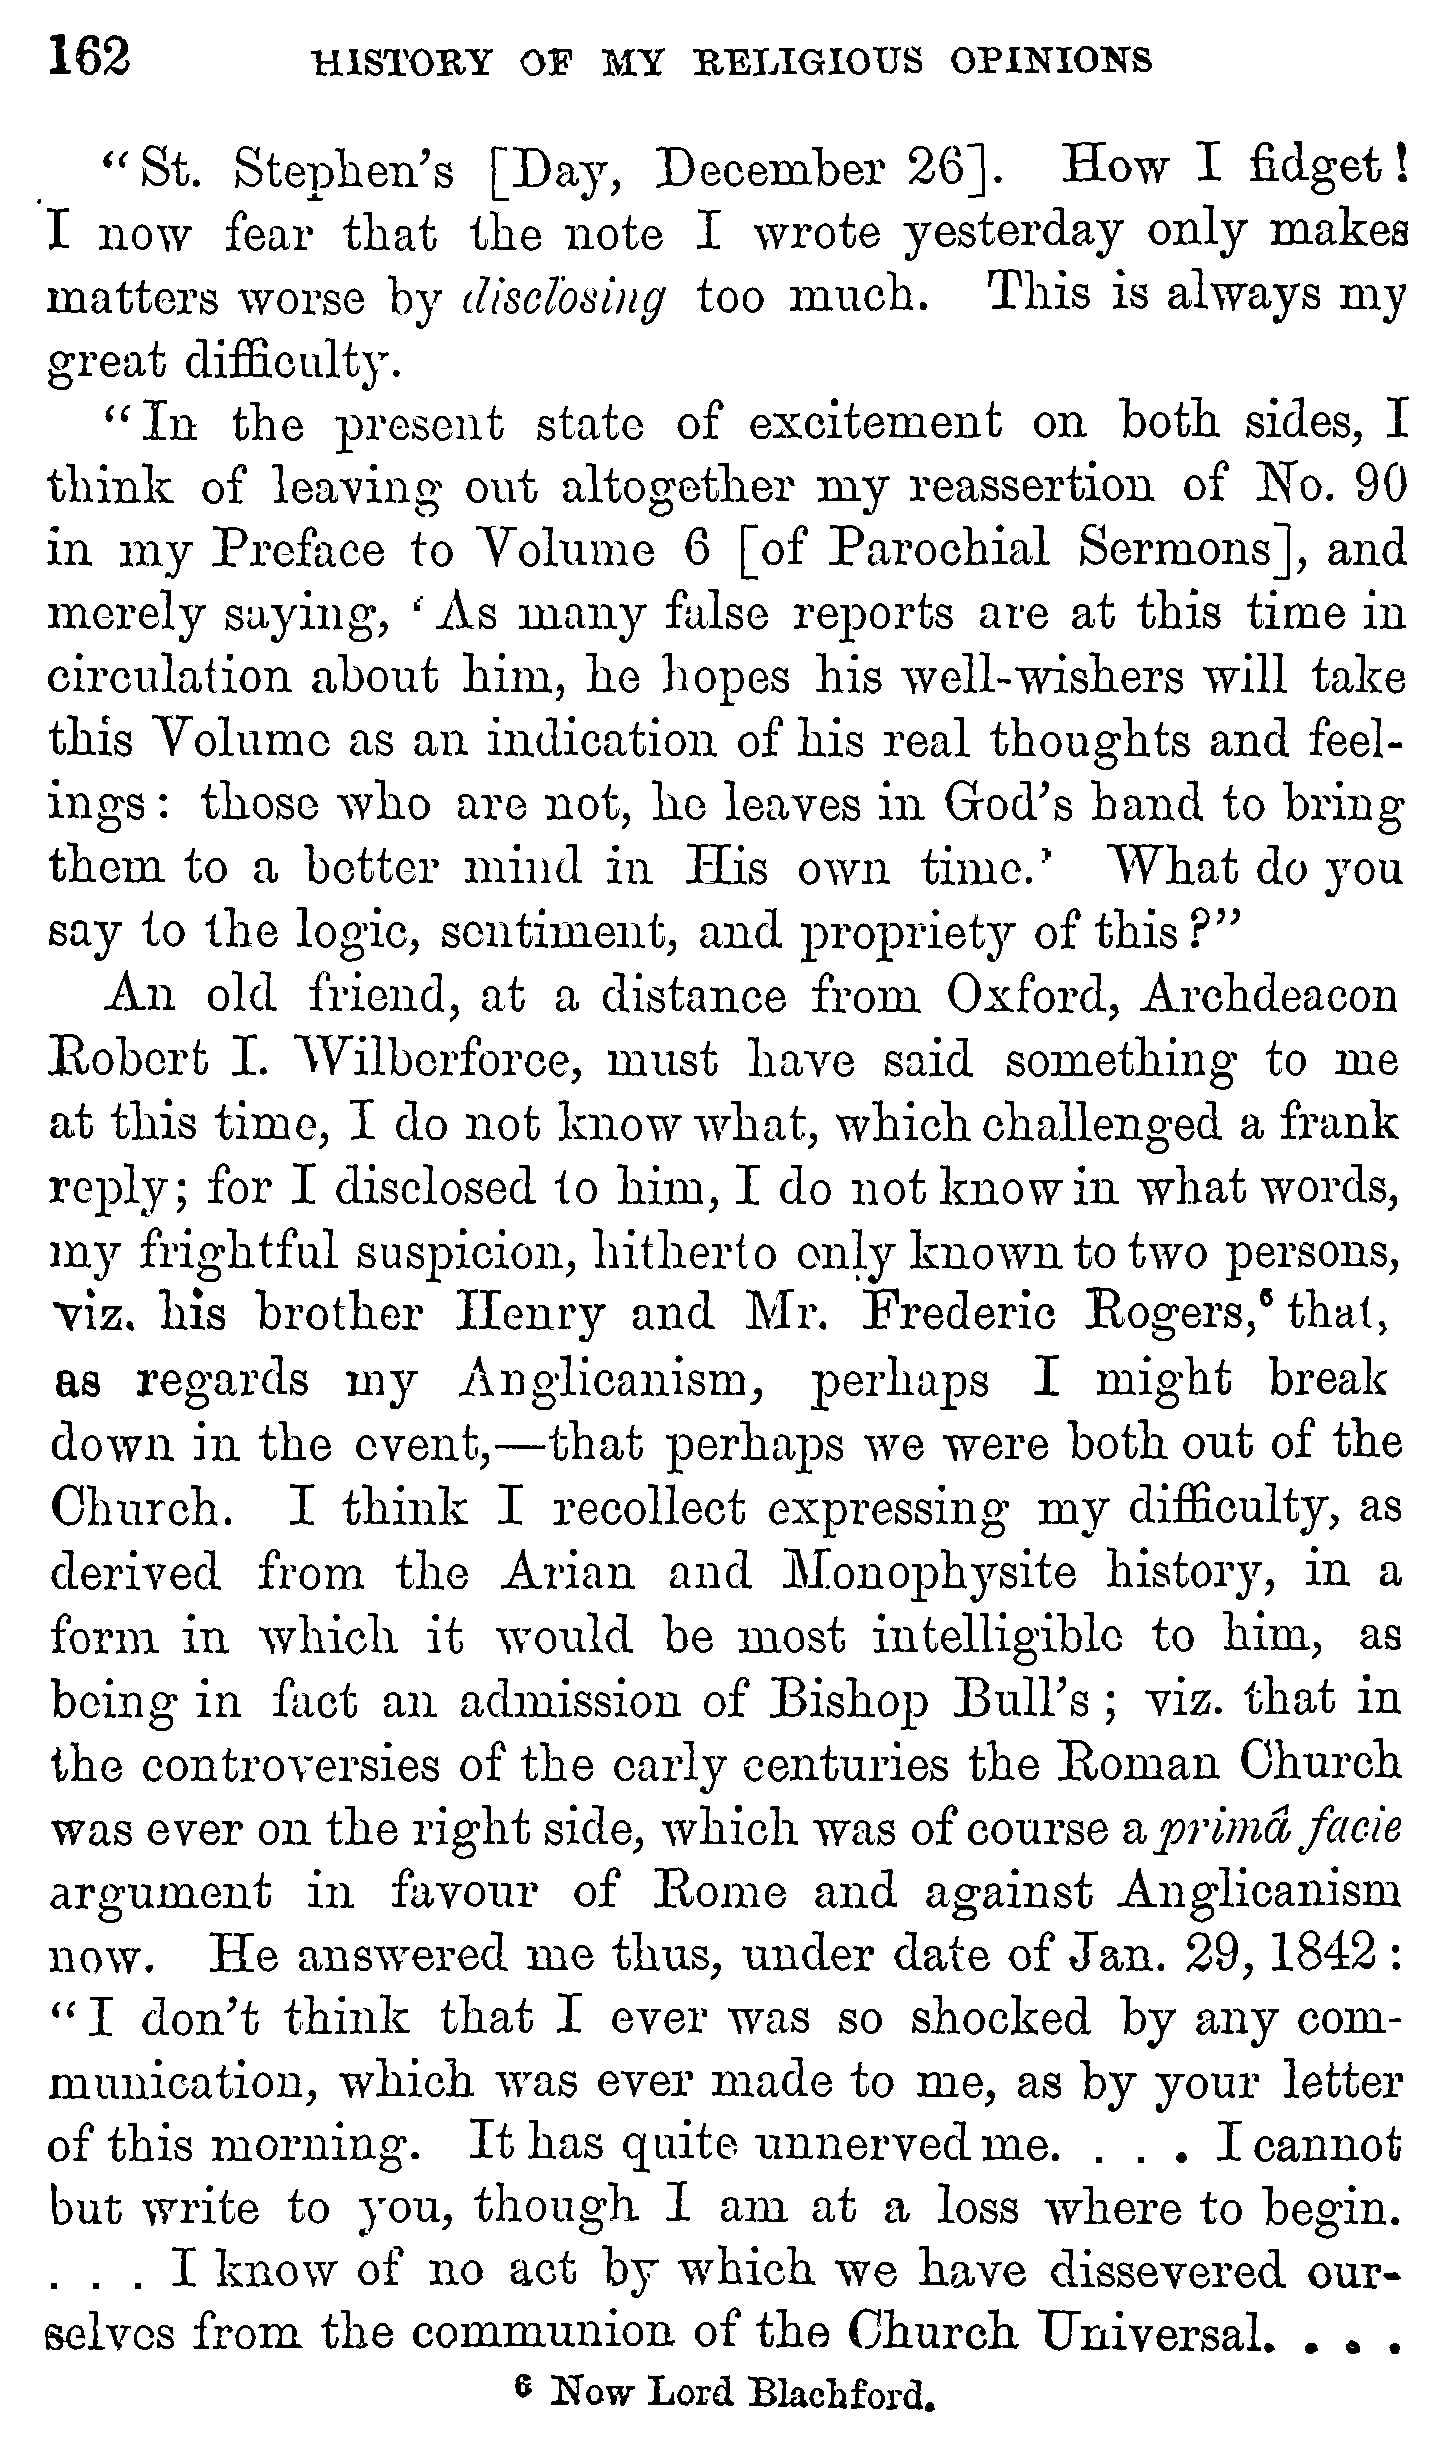 162 HISTORY OF MY RELIGIOUS OPINIONS
"St. Stephen's [Day, December 26]. How I fidget!
I now fear that the note I wrote yesterday only makes
matters worse by disclosing too much. This is always my
great difficulty.
"In the present state of excitement on both sides, I
think of leaving out altogether my reassertion of No. 90
in my Preface to Volume 6 [of Parochial Sermons], and
merely saying, 'As many false reports are at this time in
circulation about him, he hopes his well-wishers will take
this Volume as an indication of his real thoughts and feel-
ings: those who are not, he leaves in God's hand to bring
them to a better mind in His own time.' What do you
say to the logic, sentiment, and propriety of this?"
An old friend, at a distance from Oxford, Archdeacon
Robert I. Wilberforce, must have said something to me
at this time, I do not know what, which challenged a frank
reply; for I disclosed to him, I do not know in what words,
my frightful suspicion, hitherto only known to two persons,
viz. his brother Henry and Mr. Frederic Rogers,⁶ that,
as regards my Anglicanism, perhaps I might break
down in the event,—that perhaps we were both out of the
Church. I think I recollect expressing my difficulty, as
derived from the Arian and Monophysite history, in a
form in which it would be most intelligible to him, as
being in fact an admission of Bishop Bull's; viz. that in
the controversies of the early centuries the Roman Church
was ever on the right side, which was of course a primâ facie
argument in favour of Rome and against Anglicanism
now. He answered me thus, under date of Jan. 29, 1842:
"I don't think that I ever was so shocked by any com-
munication, which was ever made to me, as by your letter
of this morning. It has quite unnerved me. . . . I cannot
but write to you, though I am at a loss where to begin.
. . . I know of no act by which we have dissevered our-
selves from the communion of the Church Universal. . . .
⁶ Now Lord Blachford.